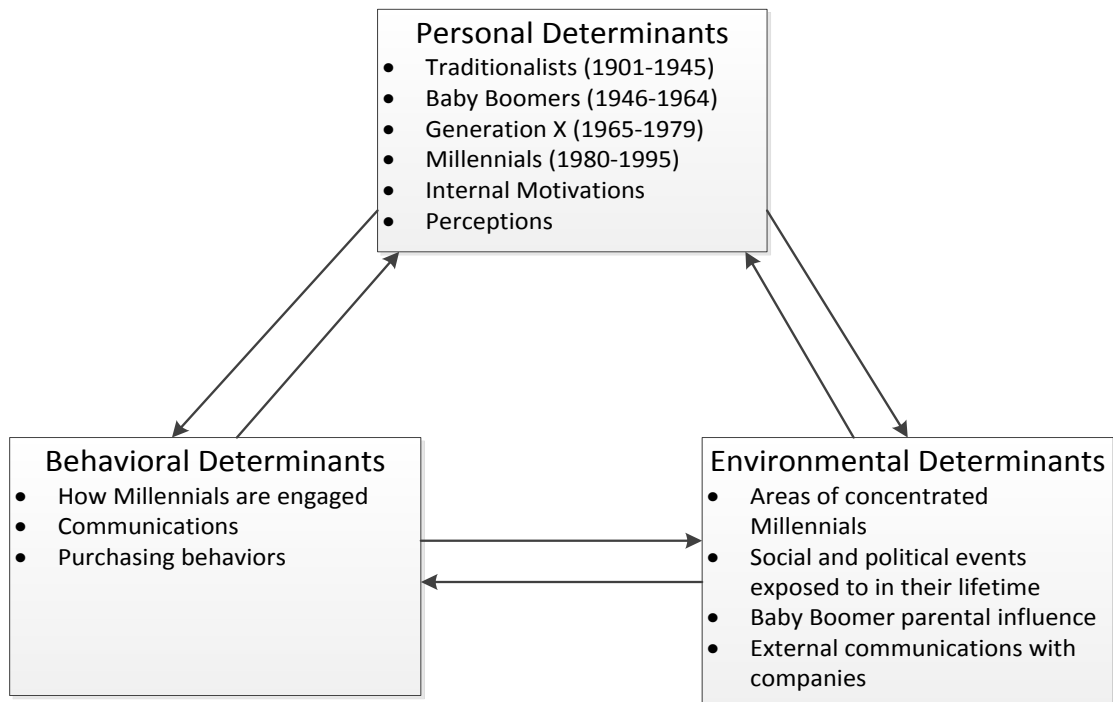 Personal Determinants
• Traditionalists (1901-1945)
• Baby Boomers (1946-1964)
• Generation X (1965-1979)
• Millennials (1980-1995)
• Internal Motivations
• Perceptions
Behavioral Determinants
• How Millennials are engaged
• Communications
• Purchasing behaviors
Environmental Determinants
• Areas of concentrated
Millennials
• Social and political events
exposed to in their lifetime
• Baby Boomer parental influence
• External communications with
companies